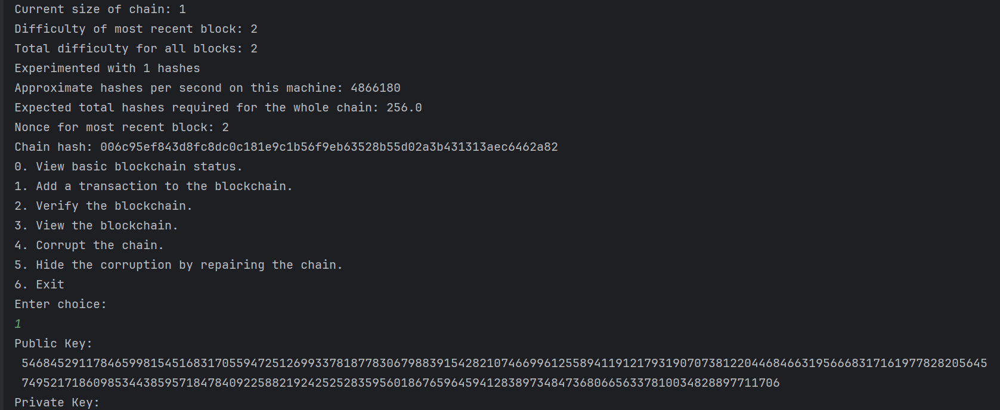 Current size of chain: 1
Difficulty of most recent block: 2
Total difficulty for all blocks: 2
Experimented with 1 hashes
Approximate hashes per second on this machine: 4866180
Expected total hashes required for the whole chain: 256.0
Nonce for most recent block: 2
Chain hash: 006c95ef843d8fc8dc0c181e9c1b56f9eb63528b55d02a3b431313aec6462a82
0. View basic blockchain status.
1. Add a transaction to the blockchain.
2. Verify the blockchain.
3. View the blockchain.
4. Corrupt the chain.
5. Hide the corruption by repairing the chain.
6. Exit
Enter choice:
1
Public Key:
546845291178465998154516831705594725126993378187783067988391542821074669961255894119121793190707381220446846631956668317161977828205645
7495217186098534438595718478409225882192425252835956018676596459412838973484736806656337810034828897711706
Private Key: